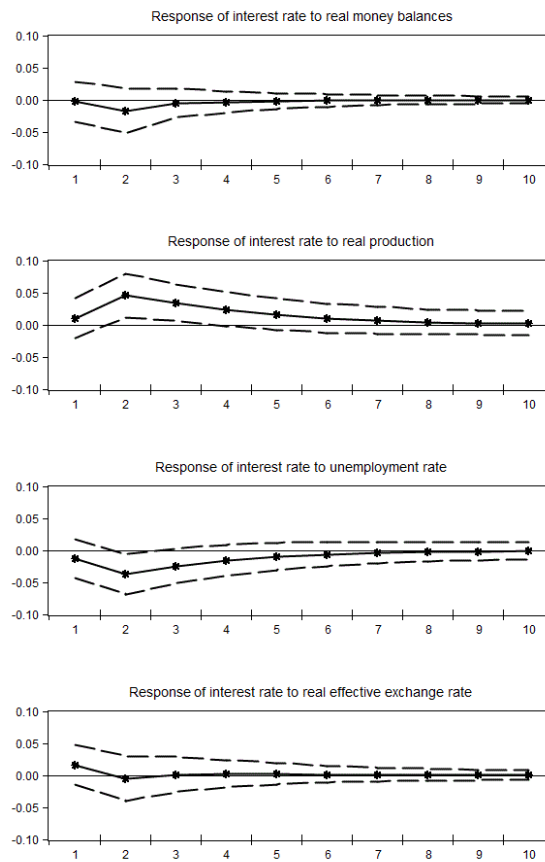 Response of interest rate to real money balances
0.10
0.05
0.00
-0.05
-0.10
1 2 3 4 5 6 7 8 9 10
Response of interest rate to real production
0.10
0.05
0.00
-0.05
-0.10
1 2 3 4 5 6 7 8 9 10
Response of interest rate to unemployment rate
0.10
0.05
0.00
-0.05
-0.10
1 2 3 4 5 6 7 8 9 10
Response of interest rate to real effective exchange rate
0.10
0.05
0.00
-0.05
-0.10
1 2 3 4 5 6 7 8 9 10